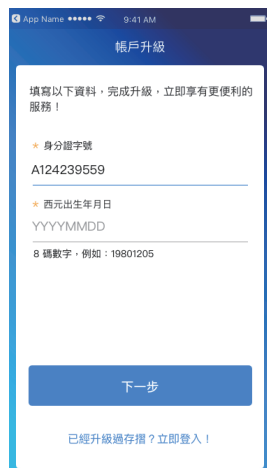 App Name 9:41 AM
帳戶升級
填寫以下資料，完成升級，立即享有更便利的
服務！
* 身分證字號
A124239559
* 西元出生年月日
YYYYMMDD
8 碼數字，例如：19801205
下一步
已經升級過存摺？立即登入！